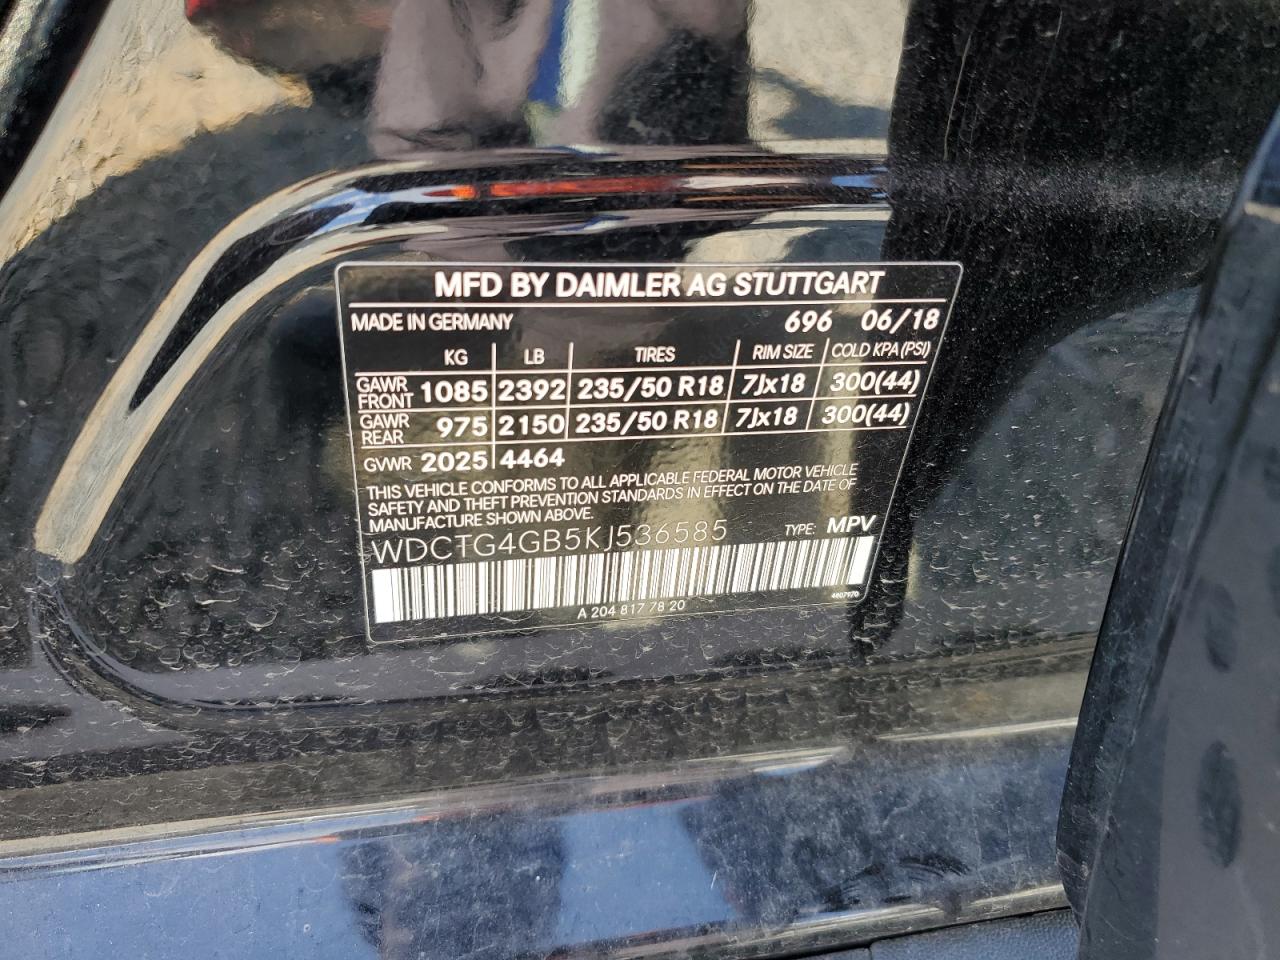 MFD BY DAIMLER AG STUTTGART
MADE IN GERMANY 696 06/18
KG LB TIRES RIM SIZE COLD KPA (PSI)
GAWR FRONT 1085 2392 235/50 R18 7Jx18 300(44)
GAWR REAR 975 2150 235/50 R18 7Jx18 300(44)
GVWR 2025 4464
THIS VEHICLE CONFORMS TO ALL APPLICABLE FEDERAL MOTOR VEHICLE
SAFETY AND THEFT PREVENTION STANDARDS IN EFFECT ON THE DATE OF
MANUFACTURE SHOWN ABOVE.
WDCTG4GB5KJ536585 TYPE: MPV
A 204 817 78 20 4807970